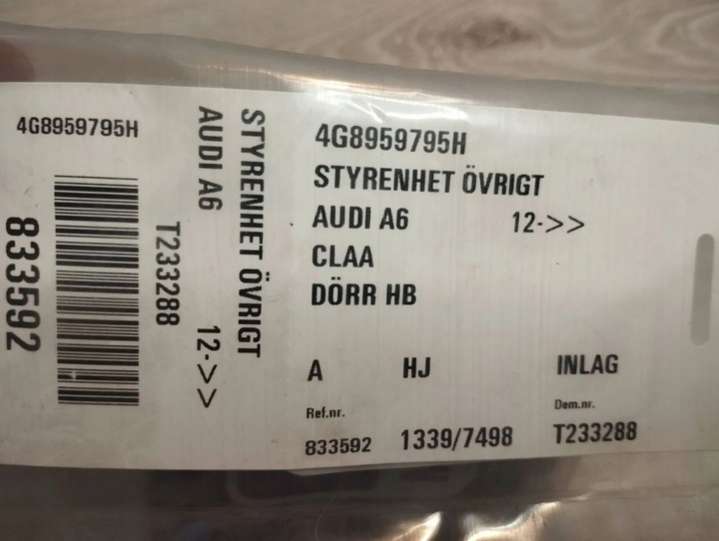 4G8959795H
833592
T233288
AUDI A6 12->>
STYRENHET ÖVRIGT
4G8959795H
STYRENHET ÖVRIGT
AUDI A6 12->>
CLAA
DÖRR HB
A HJ INLAG
Ref.nr. Dem.nr.
833592 1339/7498 T233288